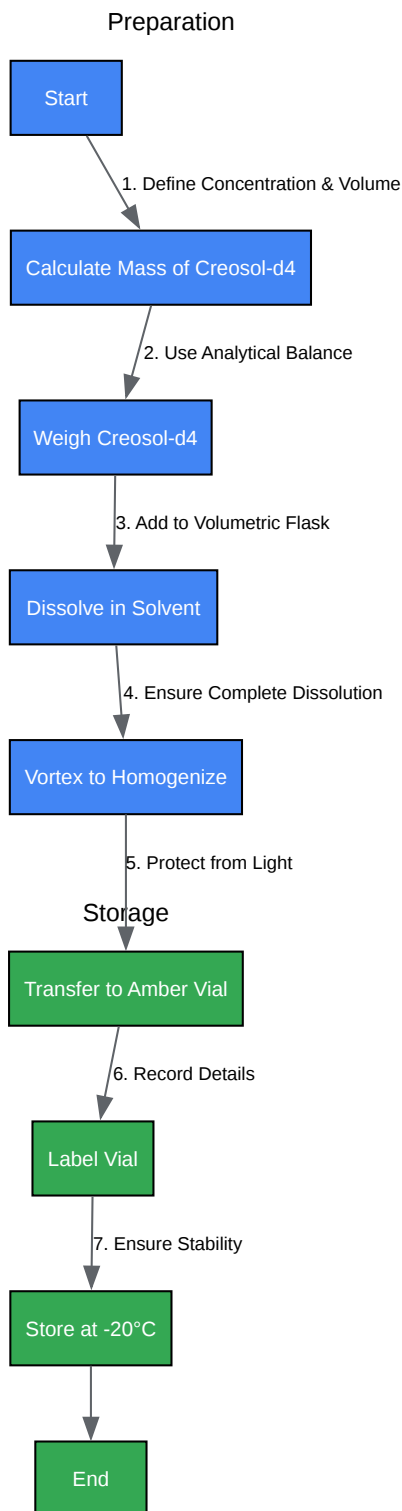 Preparation
Start
1. Define Concentration & Volume
Calculate Mass of Creosol-d4
2. Use Analytical Balance
Weigh Creosol-d4
3. Add to Volumetric Flask
Dissolve in Solvent
4. Ensure Complete Dissolution
Vortex to Homogenize
5. Protect from Light
Storage
Transfer to Amber Vial
6. Record Details
Label Vial
7. Ensure Stability
Store at -20°C
End